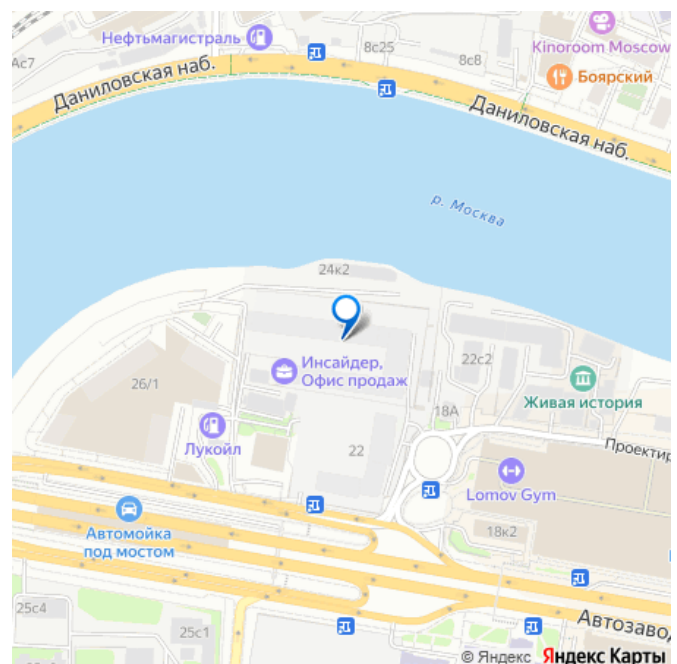 Нефтьмагистраль
8с25
8с8
Kinoroom Moscow
Боярский
Ас7
Даниловская наб.
Даниловская наб.
р. Москва
24к2
Инсайдер,
Офис продаж
22с2
26/1
Живая история
18А
Лукойл
22
Проектир
Lomov Gym
Автомойка
под мостом
18к2
25с4
25с1
Автозавод
© Яндекс Яндекс Карты